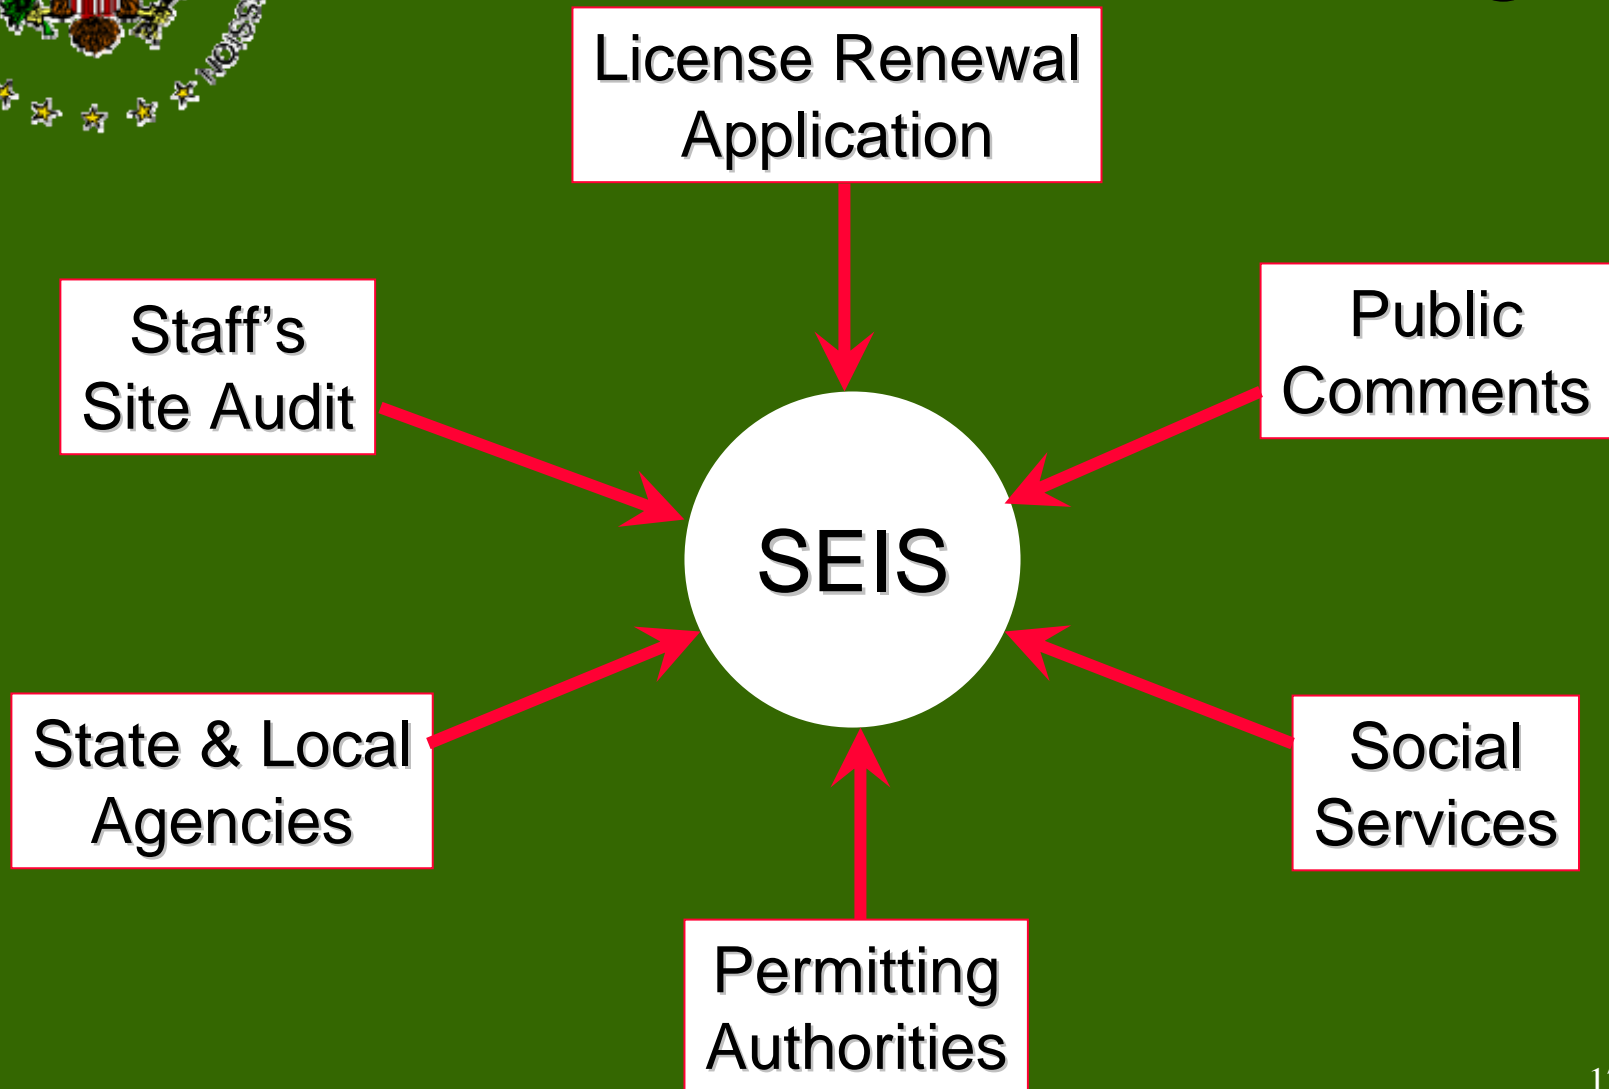 License Renewal
Application
Staff's
Site Audit
Public
Comments
SEIS
State & Local
Agencies
Social
Services
Permitting
Authorities